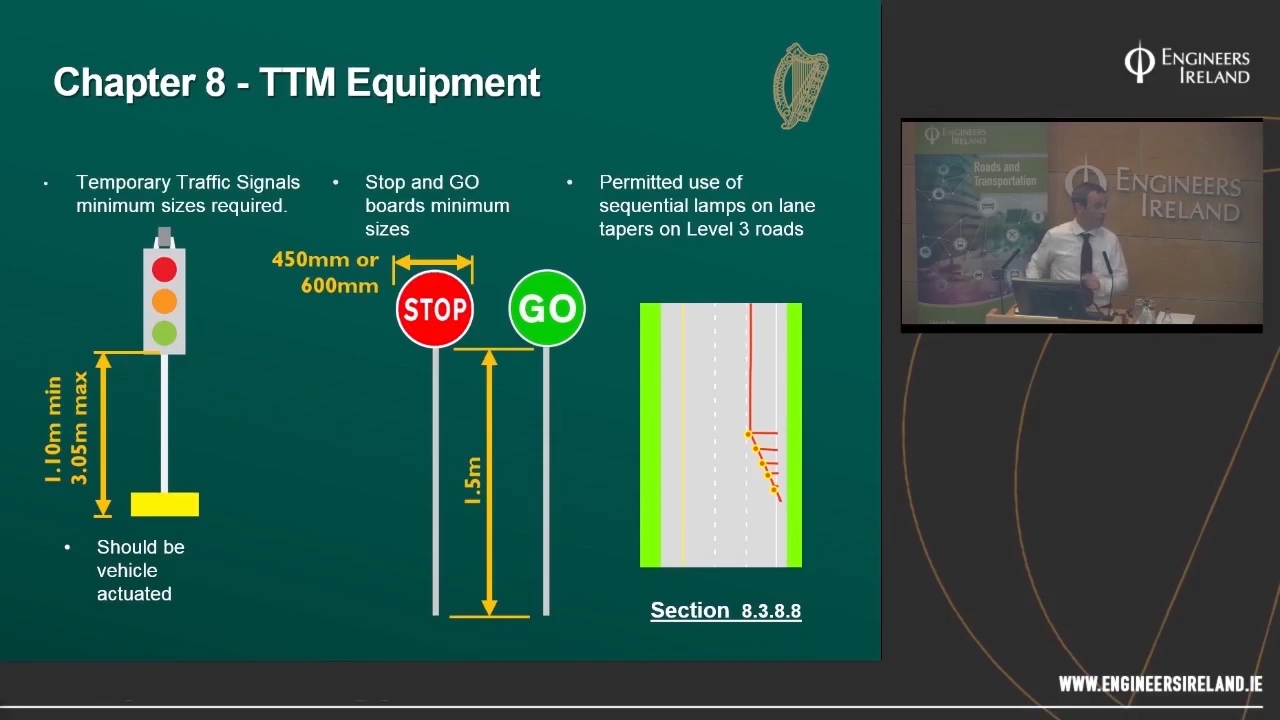 Chapter 8 - TTM Equipment
• Temporary Traffic Signals
minimum sizes required.
• Stop and GO
boards minimum
sizes
• Permitted use of
sequential lamps on lane
tapers on Level 3 roads
450mm or
600mm
STOP
GO
1.10m min
3.05m max
1.5m
• Should be
vehicle
actuated
Section 8.3.8.8
ENGINEERS
IRELAND
ENGINEERS
IRELAND
Roads and
Transportation
ENGINEERS
IRELAND
WWW.ENGINEERSIRELAND.IE